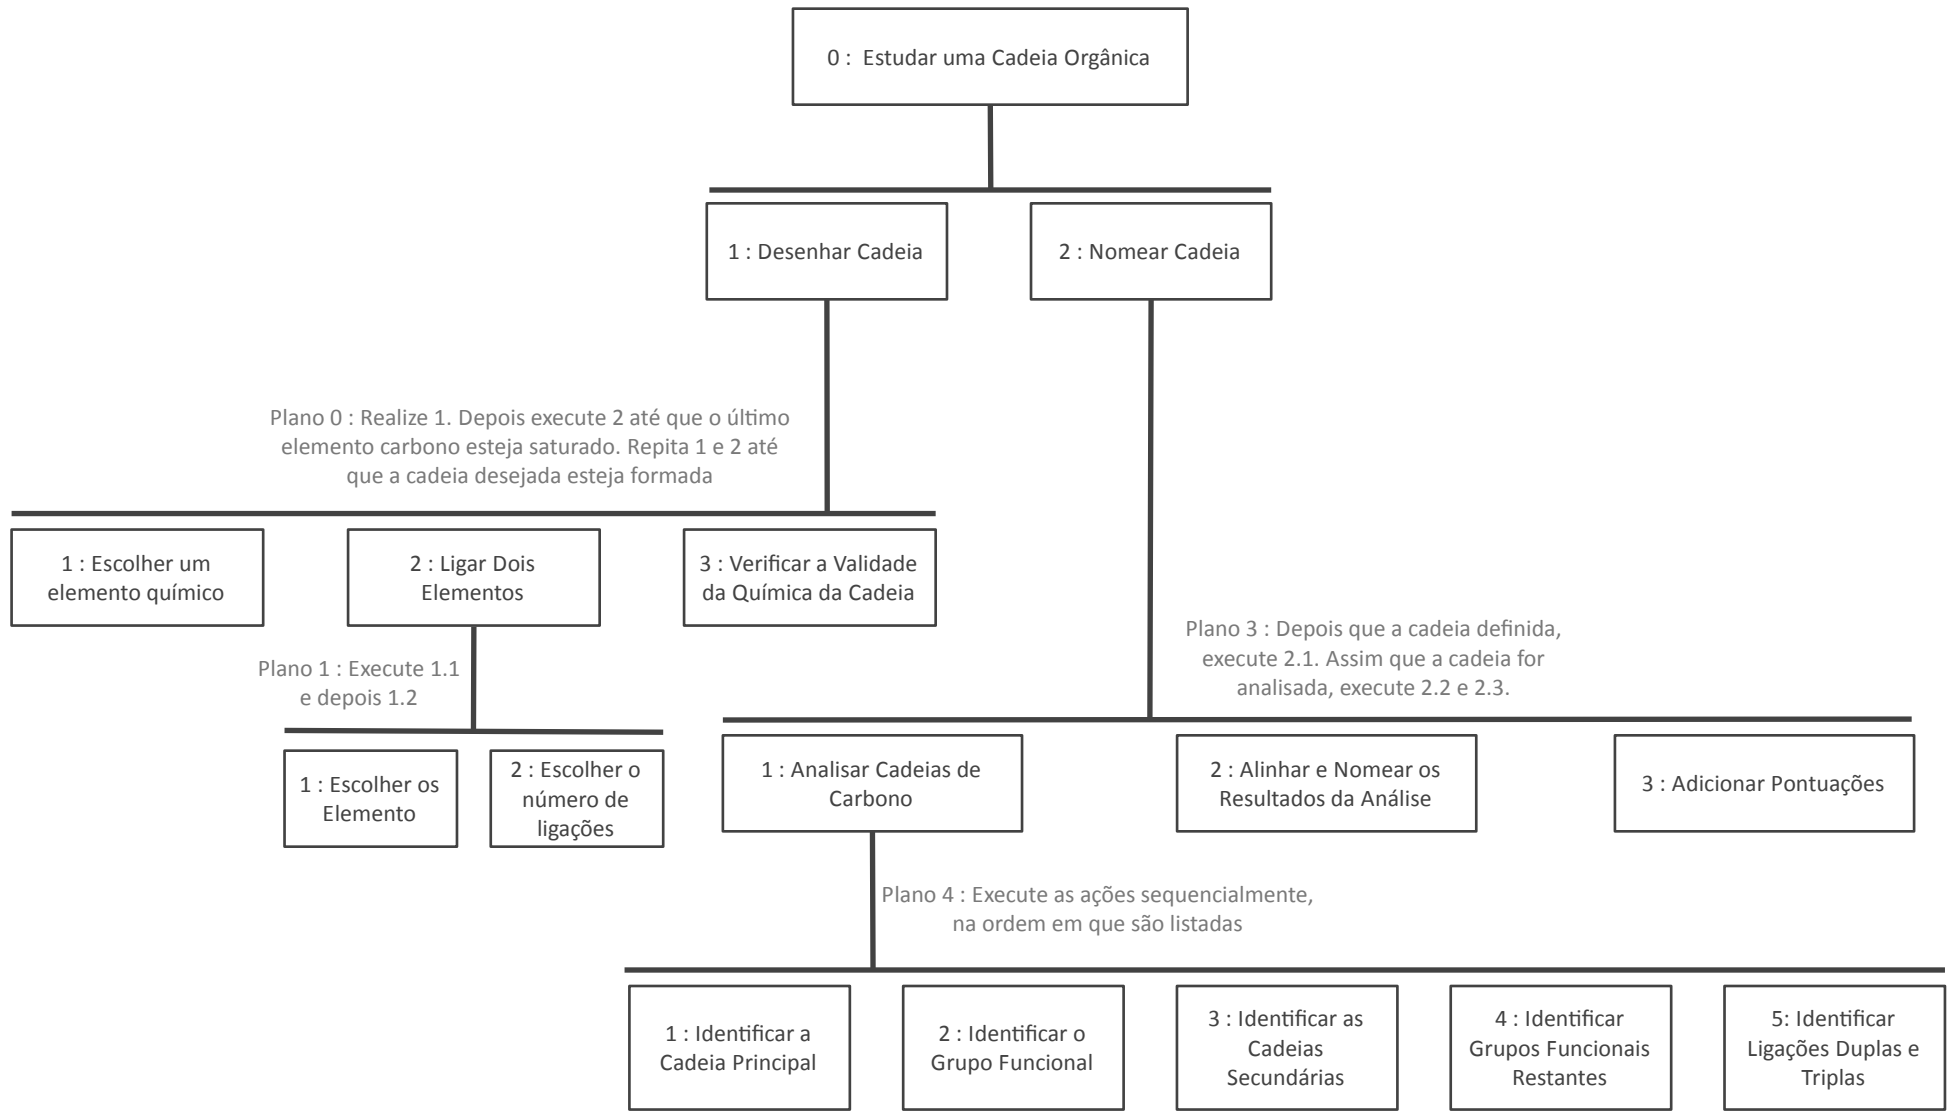 0 : Estudar uma Cadeia Orgânica
1 : Desenhar Cadeia
2 : Nomear Cadeia
Plano 0 : Realize 1. Depois execute 2 até que o último
elemento carbono esteja saturado. Repita 1 e 2 até
que a cadeia desejada esteja formada
1 : Escolher um
elemento químico
2 : Ligar Dois
Elementos
3 : Verificar a Validade
da Química da Cadeia
Plano 1 : Execute 1.1
e depois 1.2
Plano 3 : Depois que a cadeia definida,
execute 2.1. Assim que a cadeia for
analisada, execute 2.2 e 2.3.
1 : Escolher os
Elemento
2 : Escolher o
número de
ligações
1 : Analisar Cadeias de
Carbono
2 : Alinhar e Nomear os
Resultados da Análise
3 : Adicionar Pontuações
Plano 4 : Execute as ações sequencialmente,
na ordem em que são listadas
1 : Identificar a
Cadeia Principal
2 : Identificar o
Grupo Funcional
3 : Identificar as
Cadeias
Secundárias
4 : Identificar
Grupos Funcionais
Restantes
5: Identificar
Ligações Duplas e
Triplas